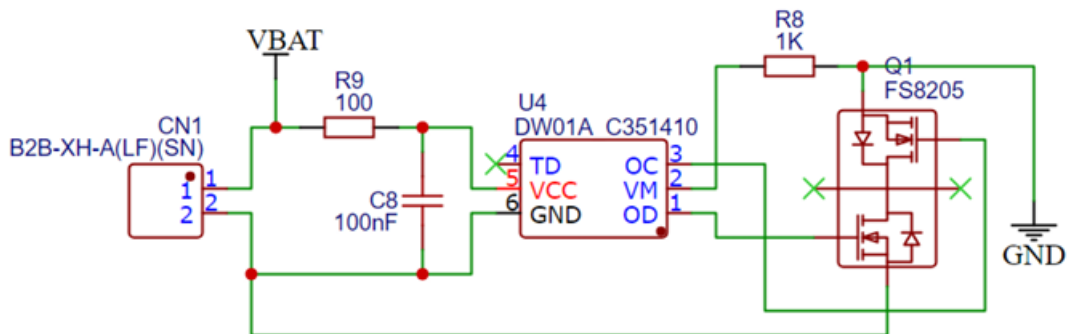 VBAT
R9
100
CN1
B2B-XH-A(LF)(SN)
1
2
1
2
C8
100nF
U4
DW01A C351410
4
5
6
TD
VCC
GND
OC
VM
OD
3
2
1
R8
1K
Q1
FS8205
GND